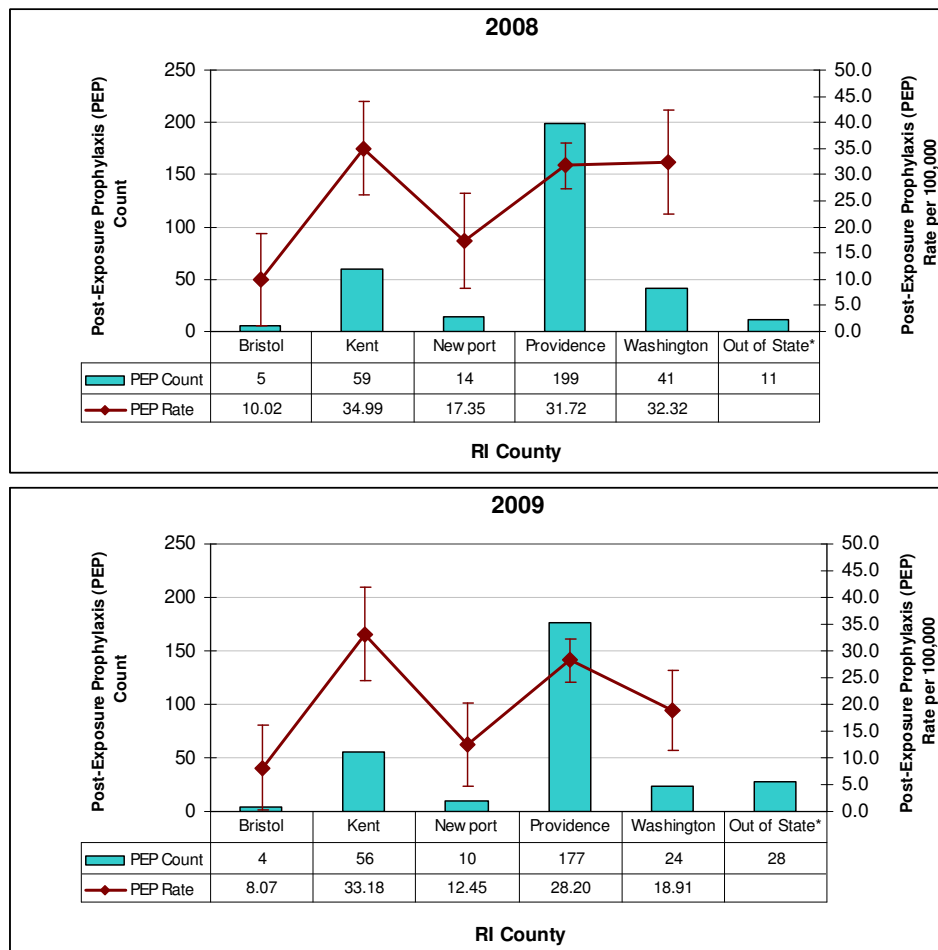 2008
Post-Exposure Prophylaxis (PEP)
Count
250
200
150
100
50
0
50.0
45.0
40.0
35.0
30.0
25.0
20.0
15.0
10.0
5.0
0.0
Post-Exposure Prophylaxis (PEP)
Rate per 100,000
Bristol Kent New port Providence Washington Out of State*
PEP Count 5 59 14 199 41 11
PEP Rate 10.02 34.99 17.35 31.72 32.32
RI County
2009
Post-Exposure Prophylaxis (PEP)
Count
250
200
150
100
50
0
50.0
45.0
40.0
35.0
30.0
25.0
20.0
15.0
10.0
5.0
0.0
Post-Exposure Prophylaxis (PEP)
Rate per 100,000
Bristol Kent New port Providence Washington Out of State*
PEP Count 4 56 10 177 24 28
PEP Rate 8.07 33.18 12.45 28.20 18.91
RI County